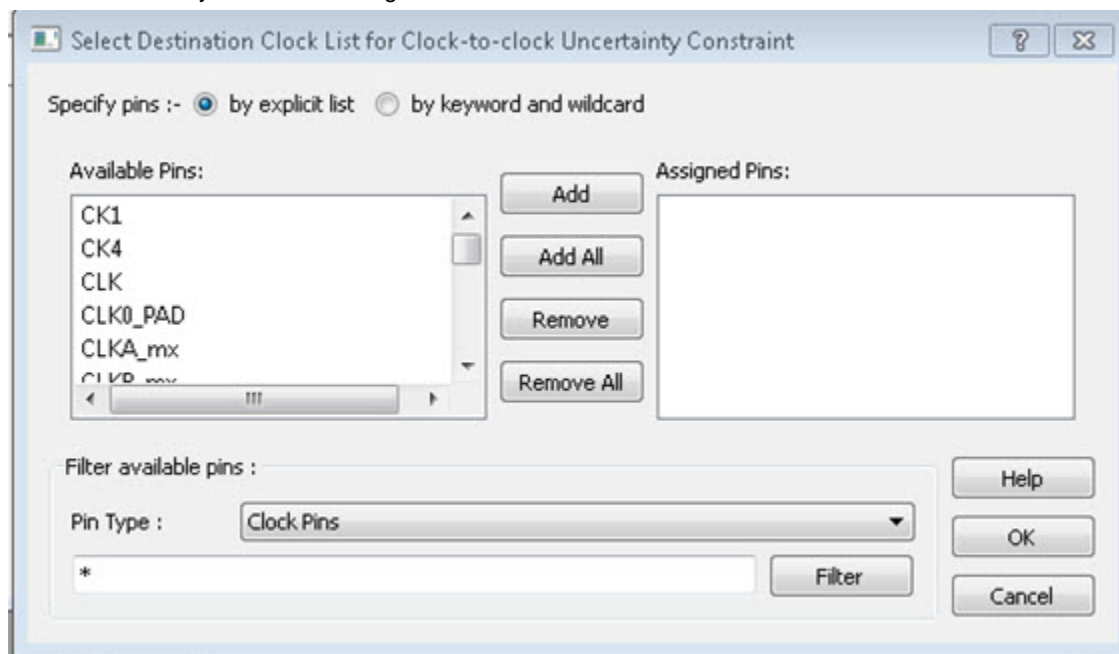 Select Destination Clock List for Clock-to-clock Uncertainty Constraint
Specify pins :- by explicit list by keyword and wildcard
Available Pins:
CK1
CK4
CLK
CLK0_PAD
CLKA_mx
Add
Add All
Remove
Remove All
Assigned Pins:
Filter available pins :
Pin Type : Clock Pins
*
Filter
Help
OK
Cancel